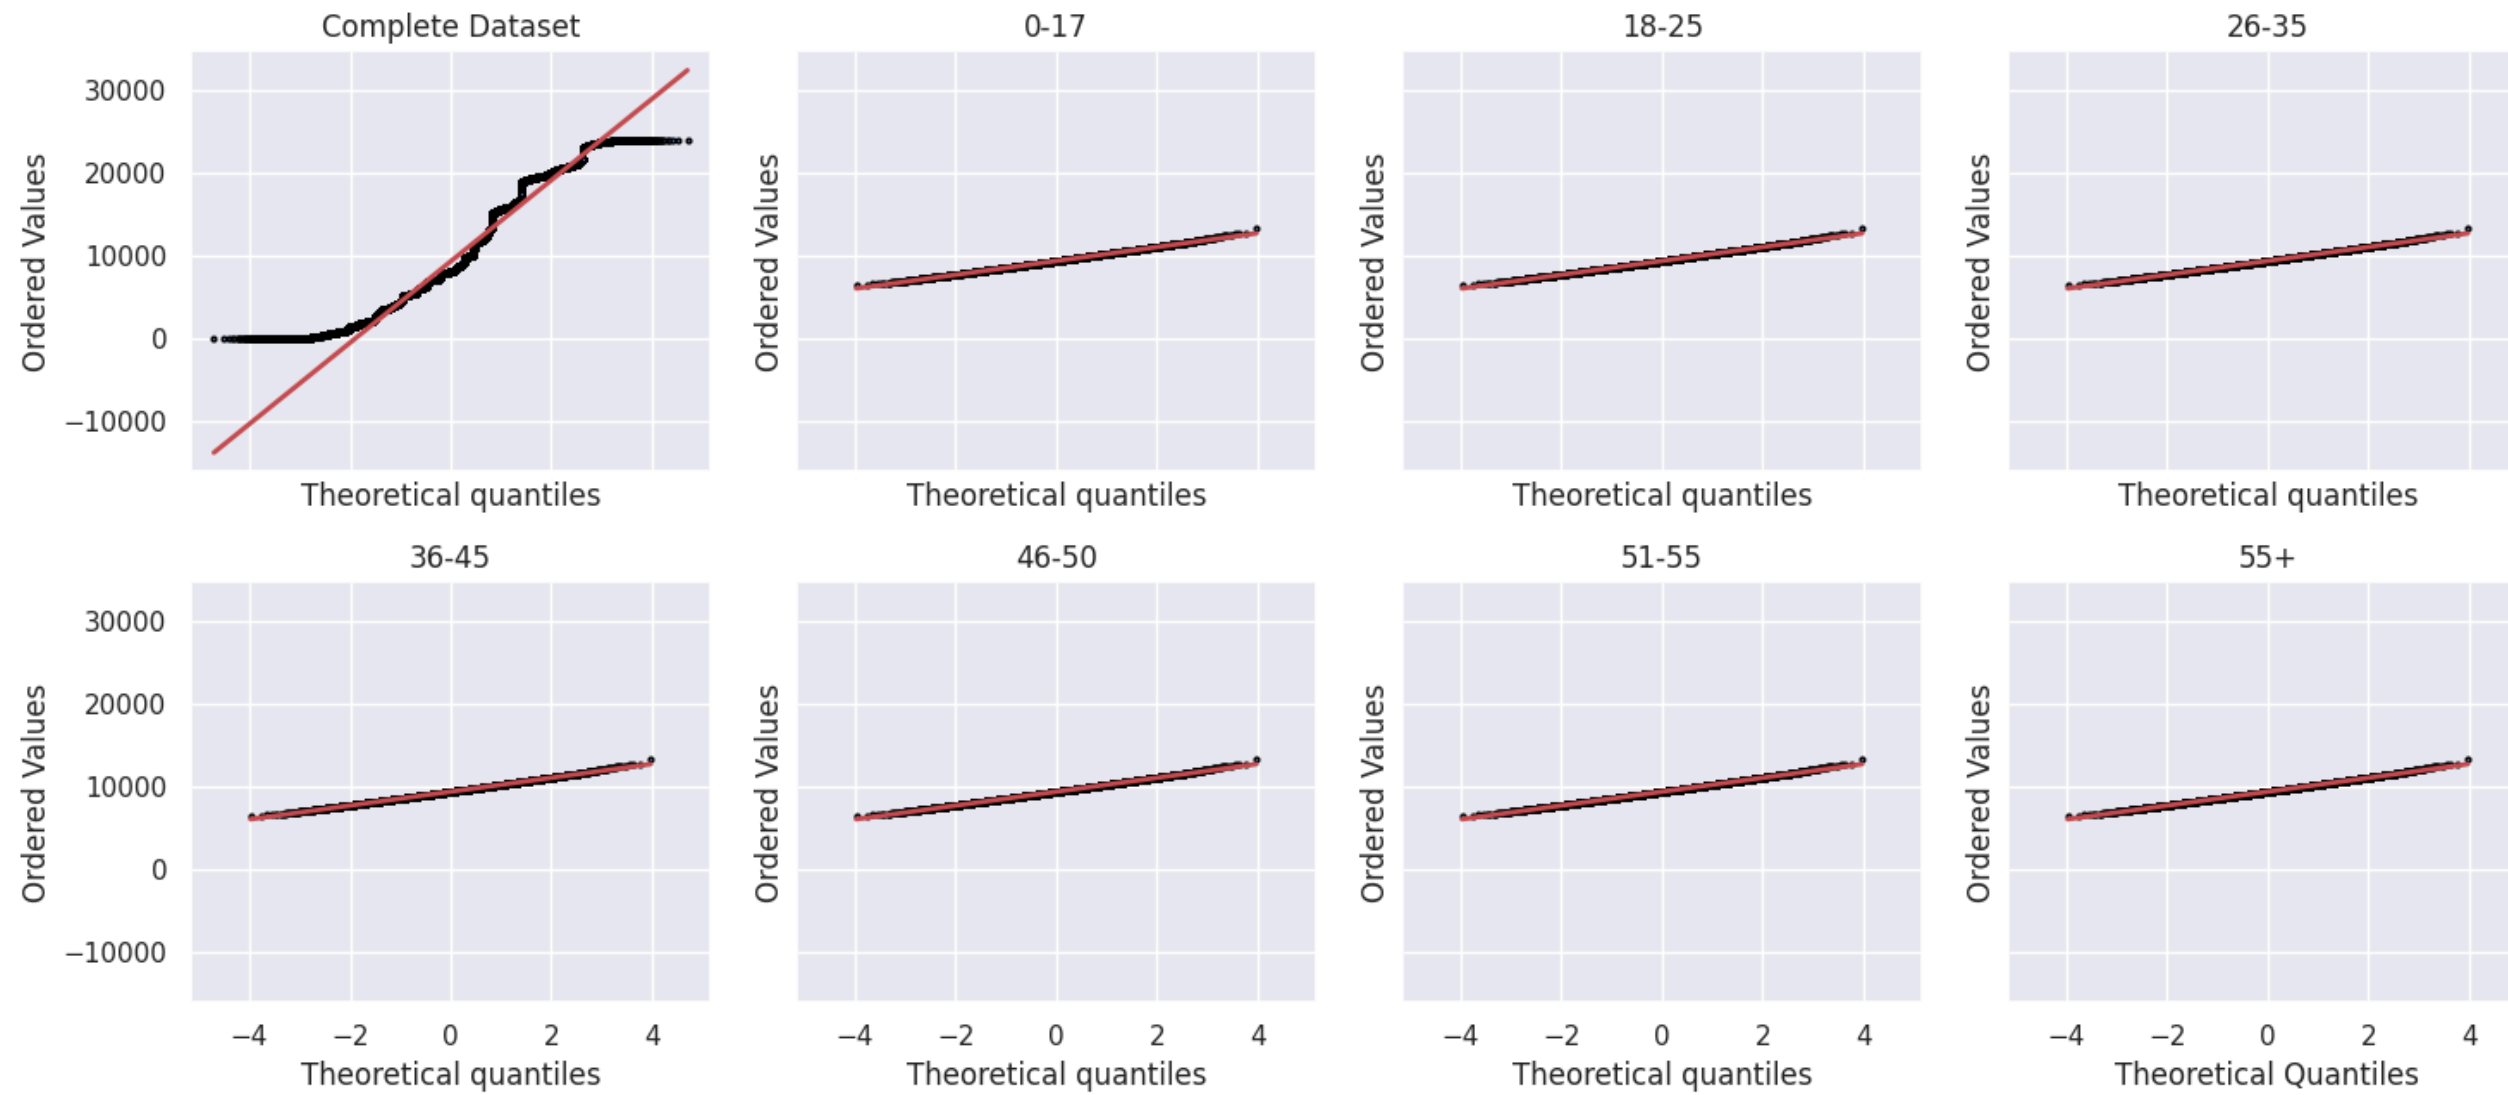 Complete Dataset
0-17
18-25
26-35
30000
20000
10000
0
−10000
Ordered Values
Ordered Values
Ordered Values
Ordered Values
Theoretical quantiles
Theoretical quantiles
Theoretical quantiles
Theoretical quantiles
36-45
46-50
51-55
55+
30000
20000
10000
0
−10000
Ordered Values
Ordered Values
Ordered Values
Ordered Values
−4 −2 0 2 4
−4 −2 0 2 4
−4 −2 0 2 4
−4 −2 0 2 4
Theoretical quantiles
Theoretical quantiles
Theoretical quantiles
Theoretical Quantiles